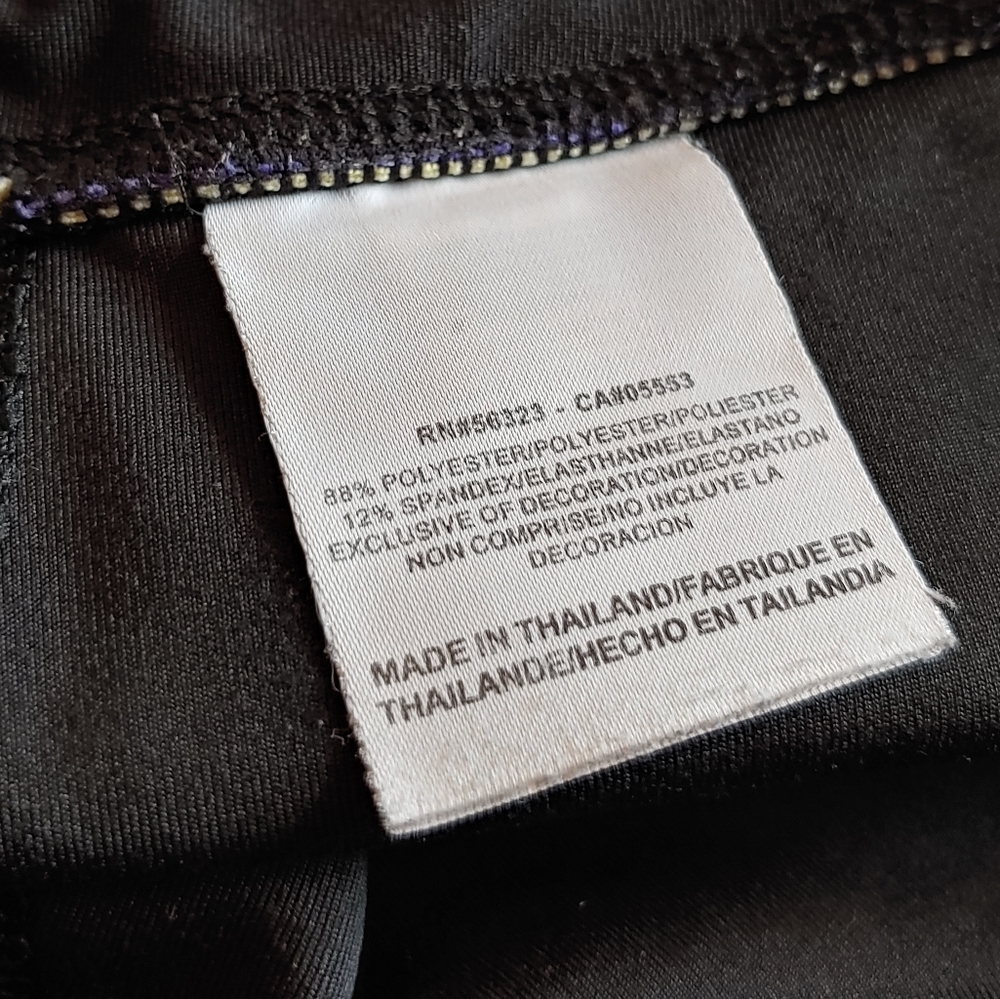 RN#56323 - CA#05553
88% POLYESTER/POLYESTER/POLIESTER
12% SPANDEX/ELASTHANNE/ELASTANO
EXCLUSIVE OF DECORATION/DECORATION
NON COMPRISE/NO INCLUYE LA
DECORACION
MADE IN THAILAND/FABRIQUE EN
THAILANDE/HECHO EN TAILANDIA